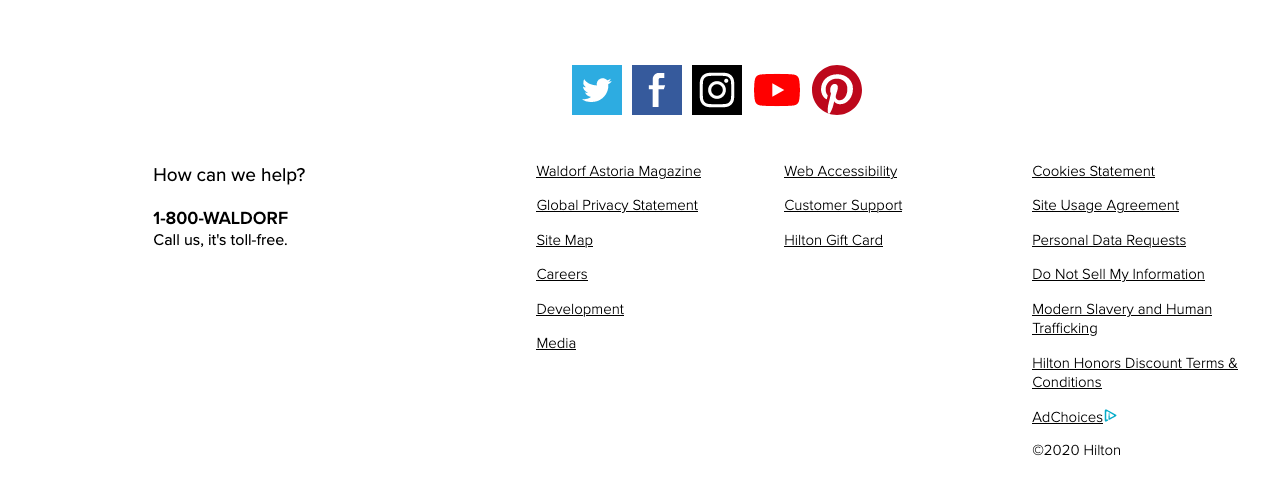 How can we help?
1-800-WALDORF
Call us, it's toll-free.
Waldorf Astoria Magazine
Global Privacy Statement
Site Map
Careers
Development
Media
Web Accessibility
Customer Support
Hilton Gift Card
Cookies Statement
Site Usage Agreement
Personal Data Requests
Do Not Sell My Information
Modern Slavery and Human
Trafficking
Hilton Honors Discount Terms &
Conditions
AdChoices
©2020 Hilton